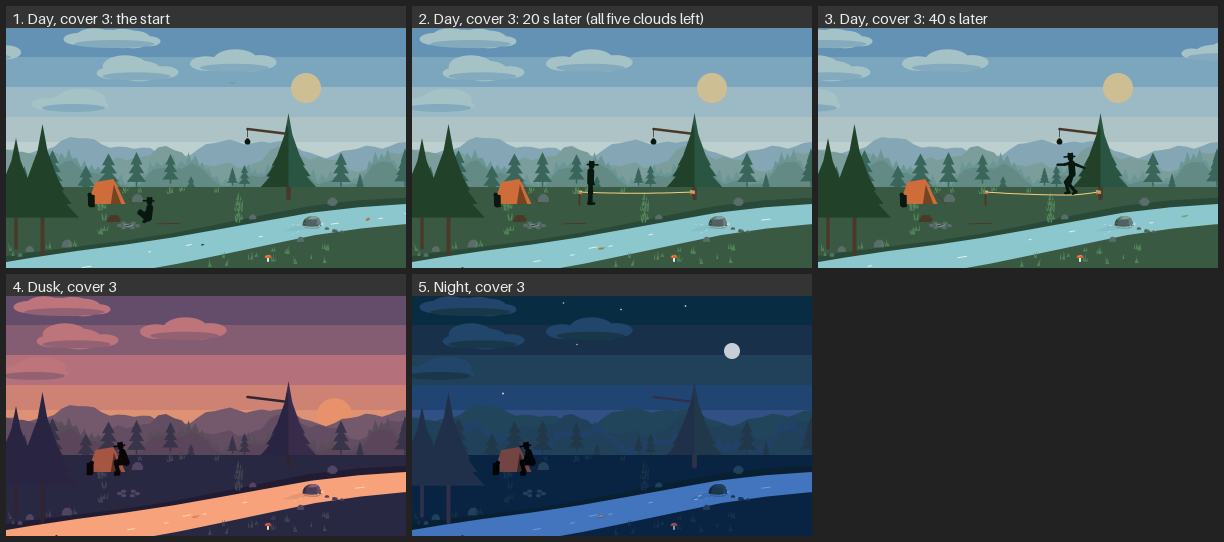 1. Day, cover 3: the start
2. Day, cover 3: 20 s later (all five clouds left)
3. Day, cover 3: 40 s later
4. Dusk, cover 3
5. Night, cover 3